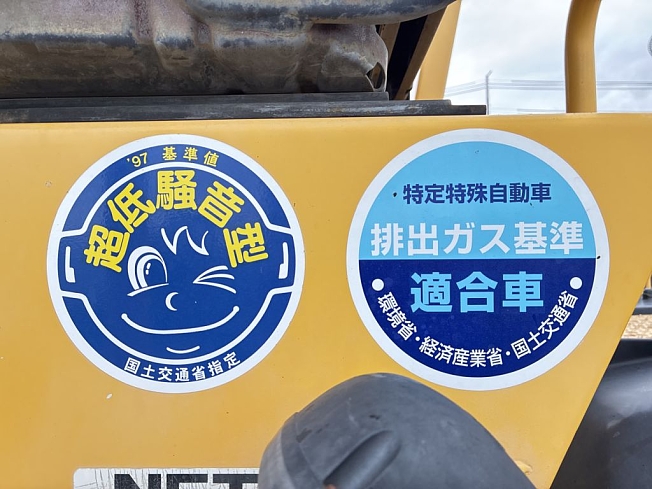 '97 基準値
超低騒音型
国土交通省指定
特定特殊自動車
排出ガス基準
適合車
・環境省・経済産業省・国土交通省・